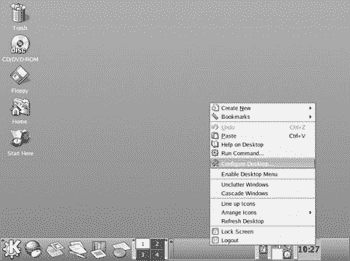 Trash
CD/DVD-ROM
Floppy
Home
Start Here
Create New
Bookmarks
Undo Ctrl+Z
Paste Ctrl+V
Help on Desktop
Run Command...
Configure Desktop...
Enable Desktop Menu
Unclutter Windows
Cascade Windows
Line up Icons
Arrange Icons
Refresh Desktop
Lock Screen
Logout
1 2
3 4
10:27